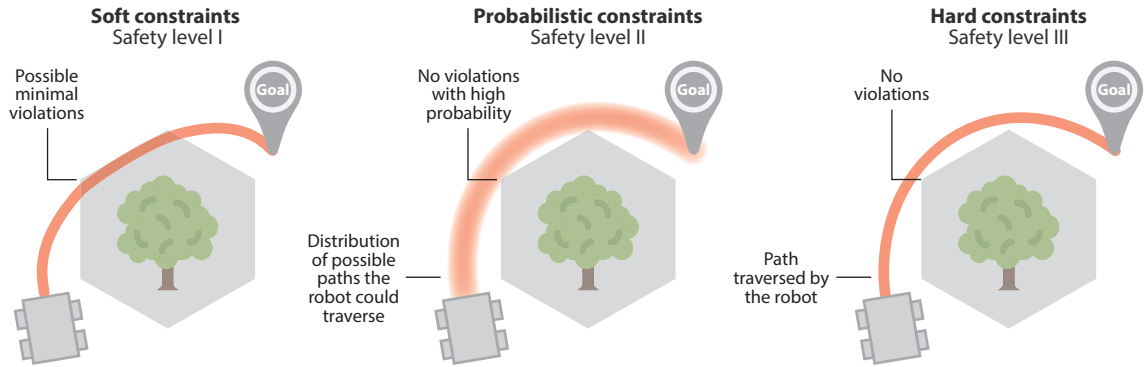 Soft constraints
Safety level I
Possible
minimal
violations
Goal
Probabilistic constraints
Safety level II
No violations
with high
probability
Goal
Distribution
of possible
paths the
robot could
traverse
Hard constraints
Safety level III
No
violations
Goal
Path
traversed by
the robot